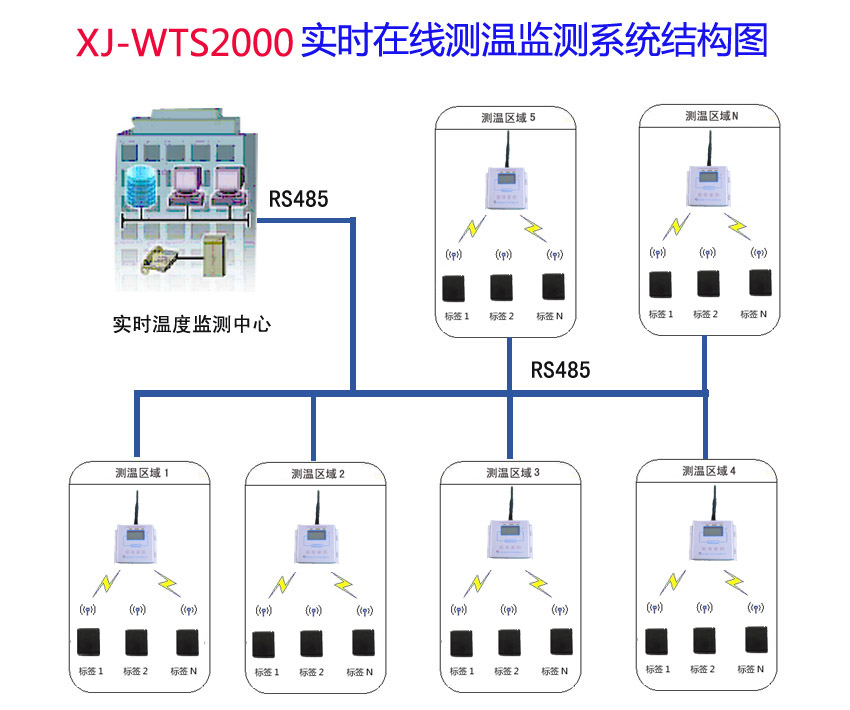 XJ-WTS2000 实时在线测温监测系统结构图
测温区域 5
测温区域 N
RS485
标签 1 标签 2 标签 N
标签 1 标签 2 标签 N
实时温度监测中心
RS485
测温区域 1
测温区域 2
测温区域 3
测温区域 4
标签 1 标签 2 标签 N
标签 1 标签 2 标签 N
标签 1 标签 2 标签 N
标签 1 标签 2 标签 N